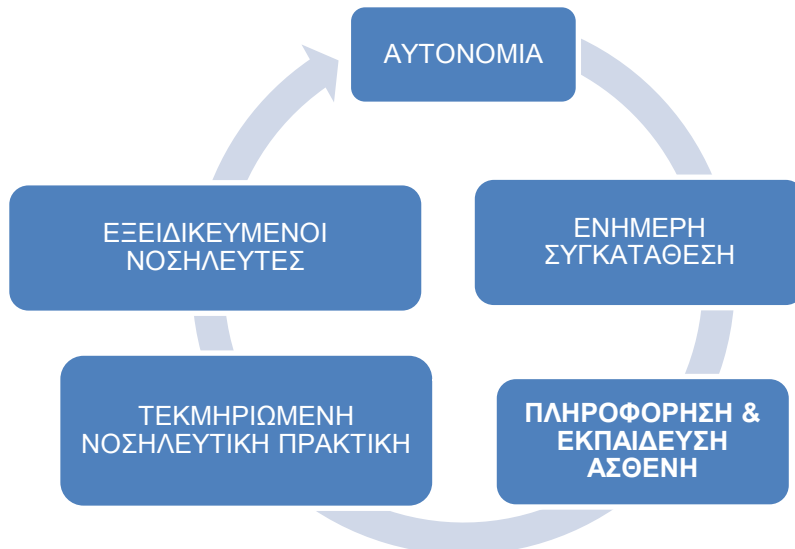 ΑΥΤΟΝΟΜΙΑ
ΕΝΗΜΕΡΗ
ΣΥΓΚΑΤΑΘΕΣΗ
ΠΛΗΡΟΦΟΡΗΣΗ &
ΕΚΠΑΙΔΕΥΣΗ
ΑΣΘΕΝΗ
ΤΕΚΜΗΡΙΩΜΕΝΗ
ΝΟΣΗΛΕΥΤΙΚΗ ΠΡΑΚΤΙΚΗ
ΕΞΕΙΔΙΚΕΥΜΕΝΟΙ
ΝΟΣΗΛΕΥΤΕΣ